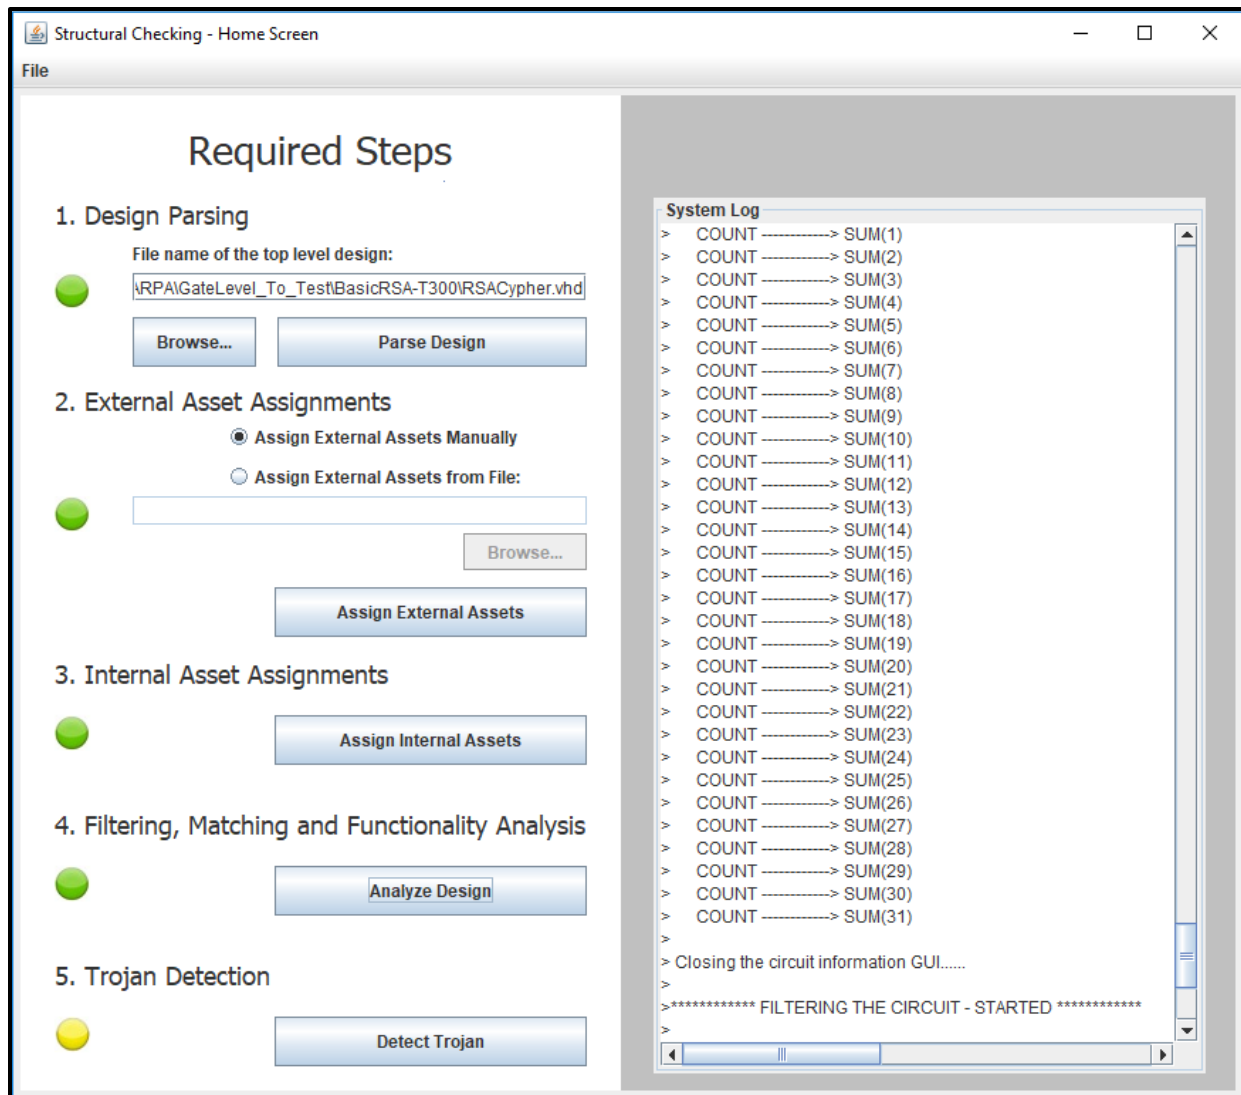 Structural Checking - Home Screen
File
Required Steps
1. Design Parsing
File name of the top level design:
\RPA\GateLevel_To_Test\BasicRSA-T300\RSACypher.vhd
Browse...
Parse Design
2. External Asset Assignments
Assign External Assets Manually
Assign External Assets from File:
Browse...
Assign External Assets
3. Internal Asset Assignments
Assign Internal Assets
4. Filtering, Matching and Functionality Analysis
Analyze Design
5. Trojan Detection
Detect Trojan
System Log
> COUNT ------------> SUM(1)
> COUNT ------------> SUM(2)
> COUNT ------------> SUM(3)
> COUNT ------------> SUM(4)
> COUNT ------------> SUM(5)
> COUNT ------------> SUM(6)
> COUNT ------------> SUM(7)
> COUNT ------------> SUM(8)
> COUNT ------------> SUM(9)
> COUNT ------------> SUM(10)
> COUNT ------------> SUM(11)
> COUNT ------------> SUM(12)
> COUNT ------------> SUM(13)
> COUNT ------------> SUM(14)
> COUNT ------------> SUM(15)
> COUNT ------------> SUM(16)
> COUNT ------------> SUM(17)
> COUNT ------------> SUM(18)
> COUNT ------------> SUM(19)
> COUNT ------------> SUM(20)
> COUNT ------------> SUM(21)
> COUNT ------------> SUM(22)
> COUNT ------------> SUM(23)
> COUNT ------------> SUM(24)
> COUNT ------------> SUM(25)
> COUNT ------------> SUM(26)
> COUNT ------------> SUM(27)
> COUNT ------------> SUM(28)
> COUNT ------------> SUM(29)
> COUNT ------------> SUM(30)
> COUNT ------------> SUM(31)
>
> Closing the circuit information GUI......
>
>************ FILTERING THE CIRCUIT - STARTED ************
>